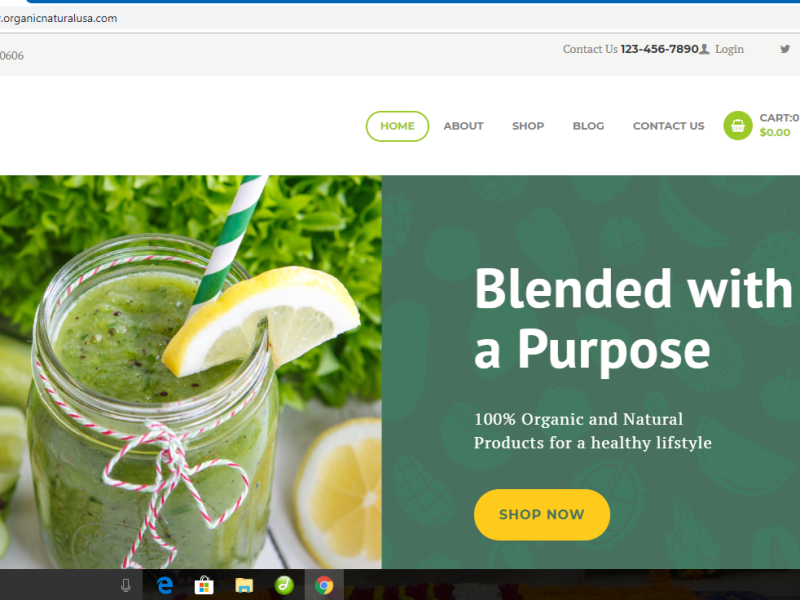 .organicnaturalusa.com
0606
Contact Us 123-456-7890 Login
HOME ABOUT SHOP BLOG CONTACT US
CART:0
$0.00
Blended with
a Purpose
100% Organic and Natural
Products for a healthy lifstyle
SHOP NOW